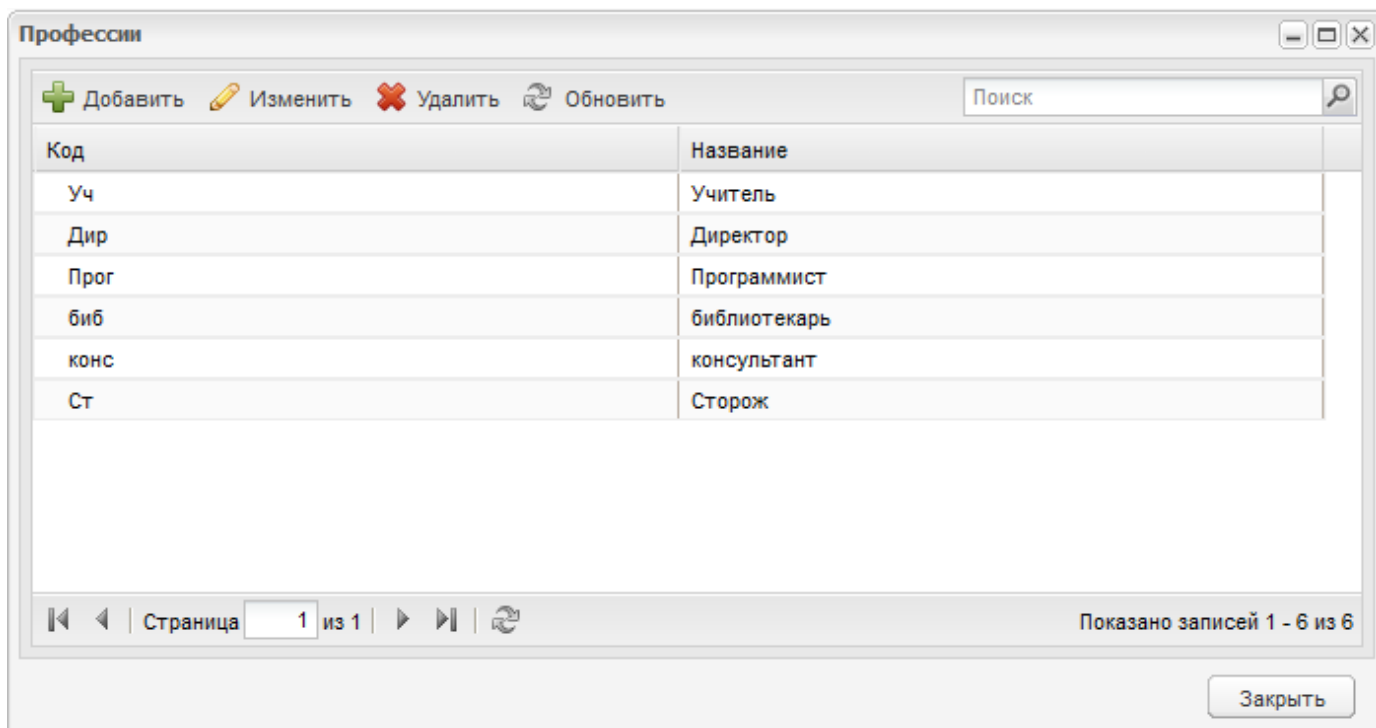 Профессии
Добавить Изменить Удалить Обновить Поиск
Код Название
Уч Учитель
Дир Директор
Прог Программист
биб библиотекарь
конс консультант
Ст Сторож
Страница 1 из 1 Показано записей 1 - 6 из 6
Закрыть